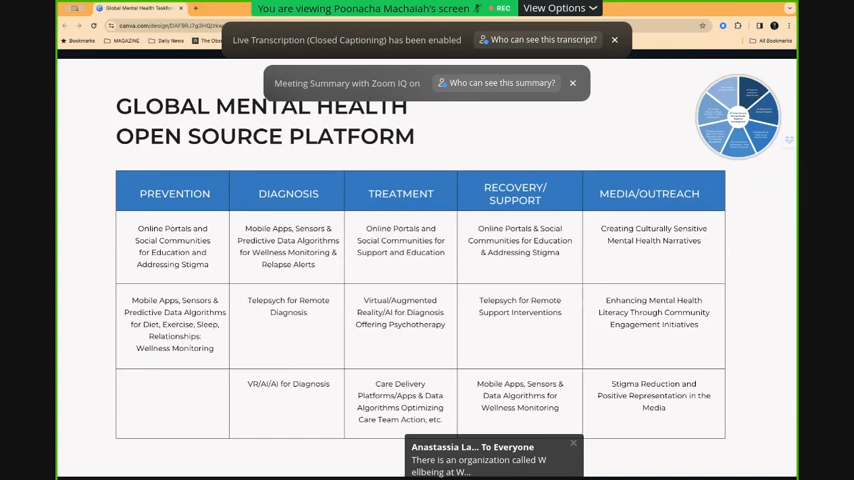 You are viewing Poonacha Machaiah's screen
REC
View Options
Global Mental Health Taskfo
Bookmarks
MAGAZINE
Daily
News
The Obse
All Bookmarks
Live Transcription (Closed Captioning) has been enabled
Who can see this transcript?
Meeting Summary with Zoom IQ on
Who can see this summary?
GLOBAL MENTAL HEALTH
OPEN SOURCE PLATFORM
PREVENTION
DIAGNOSIS
TREATMENT
RECOVERY/
SUPPORT
MEDIA/OUTREACH
Online Portals and
Social Communities
for Education and
Addressing Stigma
Mobile Apps, Sensors &
Predictive Data Algorithms
for Wellness Monitoring &
Relapse Alerts
Online Portals and
Social Communities for
Support and Education
Online Portals & Social
Communities for Education
& Addressing Stigma
Creating Culturally Sensitive
Mental Health Narratives
Mobile Apps, Sensors &
Predictive Data Algorithms
for Diet, Exercise, Sleep,
Relationships:
Wellness Monitoring
Telepsych for Remote
Diagnosis
Virtual/Augmented
Reality/AI for Diagnosis
Offering Psychotherapy
Telepsych for Remote
Support Interventions
Enhancing Mental Health
Literacy Through Community
Engagement Initiatives
VR/AI/AI for Diagnosis
Care Delivery
Platforms/Apps & Data
Algorithms Optimizing
Care Team Action, etc.
Mobile Apps, Sensors &
Data Algorithms for
Wellness Monitoring
Stigma Reduction and
Positive Representation in the
Media
Anastassia La... To Everyone
There is an organization called W
ellbeing at W...